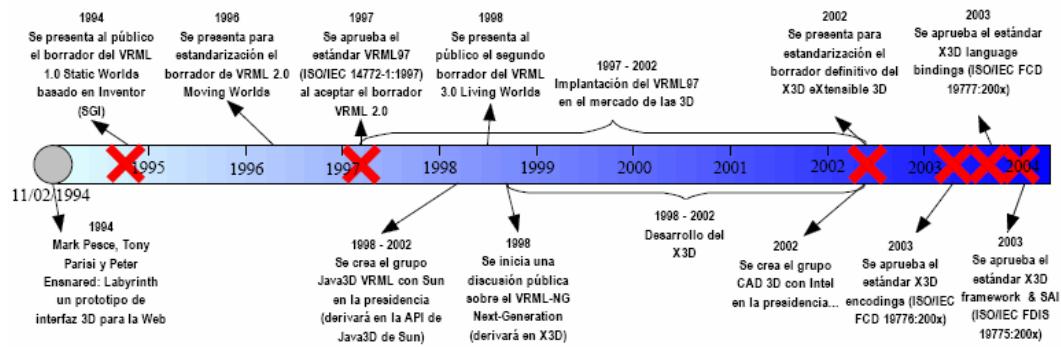 1994
Se presenta al público
el borrador del VRML
1.0 Static Worlds
basado en Inventor
(SGI)
1996
Se presenta para
estandarización el
borrador de VRML 2.0
Moving Worlds
1997
Se aprueba el
estándar VRML97
(ISO/IEC 14772-1:1997)
al aceptar el borrador
VRML 2.0
1998
Se presenta al
público el segundo
borrador del VRML
3.0 Living Worlds
1997 - 2002
Implantación del VRML97
en el mercado de las 3D
2002
Se presenta para
estandarización el
borrador definitivo del
X3D eXtensible 3D
2003
Se aprueba el estándar
X3D language
bindings (ISO/IEC FCD
19777:200x)
1995
1996
1997
1998
1999
2000
2001
2002
2003
2004
11/02/1994
1994
Mark Pesce, Tony
Parisi y Peter
Ensnared: Labyrinth
un prototipo de
interfaz 3D para la Web
1998 - 2002
Se crea el grupo
Java3D VRML con Sun
en la presidencia
(derivará en la API de
Java3D de Sun)
1998
Se inicia una
discusión pública
sobre el VRML-NG
Next-Generation
(derivará en X3D)
1998 - 2002
Desarrollo del
X3D
2002
Se crea el grupo
CAD 3D con Intel
en la presidencia...
2003
Se aprueba el
estándar X3D
encodings (ISO/IEC
FCD 19776:200x)
2003
Se aprueba el
estándar X3D
framework & SAI
(ISO/IEC FDIS
19775:200x)